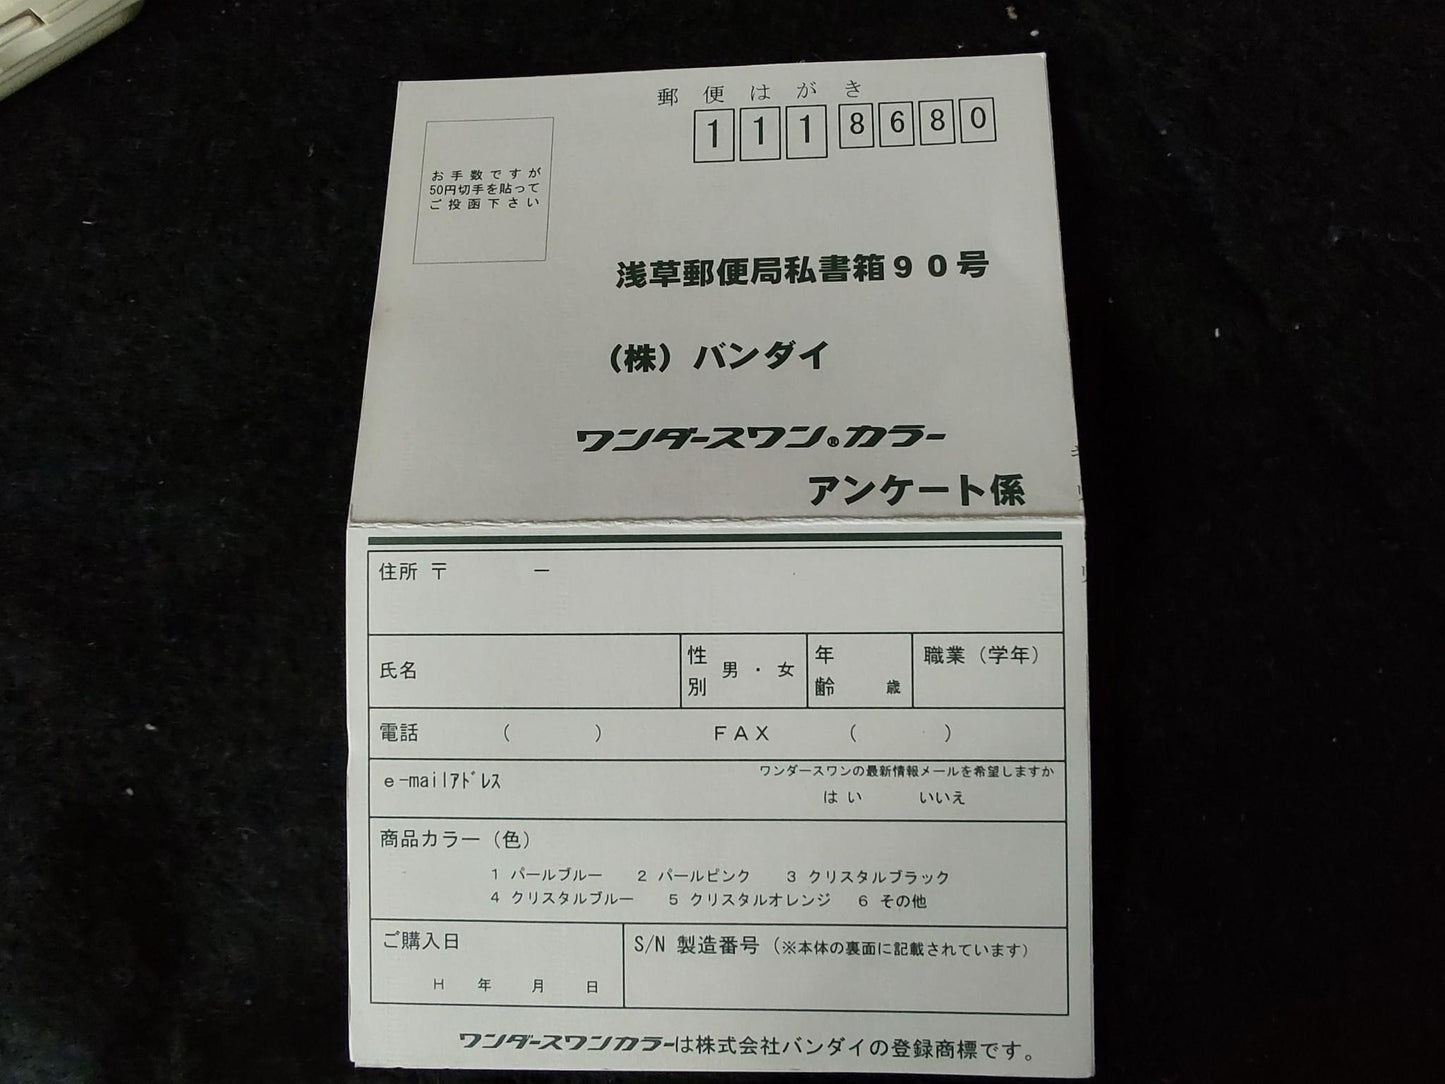 郵便はがき
111 8680
お手数ですが
50円切手を貼って
ご投函下さい
浅草郵便局私書箱90号
(株)バンダイ
ワンダースワン®カラー
アンケート係
キリ
リ
住所 〒 ー
氏名 性別 男・女 年齢 歳 職業（学年）
電話 （ ） FAX （ ）
e-mailｱﾄﾞﾚｽ ワンダースワンの最新情報メールを希望しますか
はい いいえ
商品カラー（色）
1 パールブルー 2 パールピンク 3 クリスタルブラック
4 クリスタルブルー 5 クリスタルオレンジ 6 その他
ご購入日 S/N 製造番号（※本体の裏面に記載されています）
H 年 月 日
ワンダースワンカラーは株式会社バンダイの登録商標です。